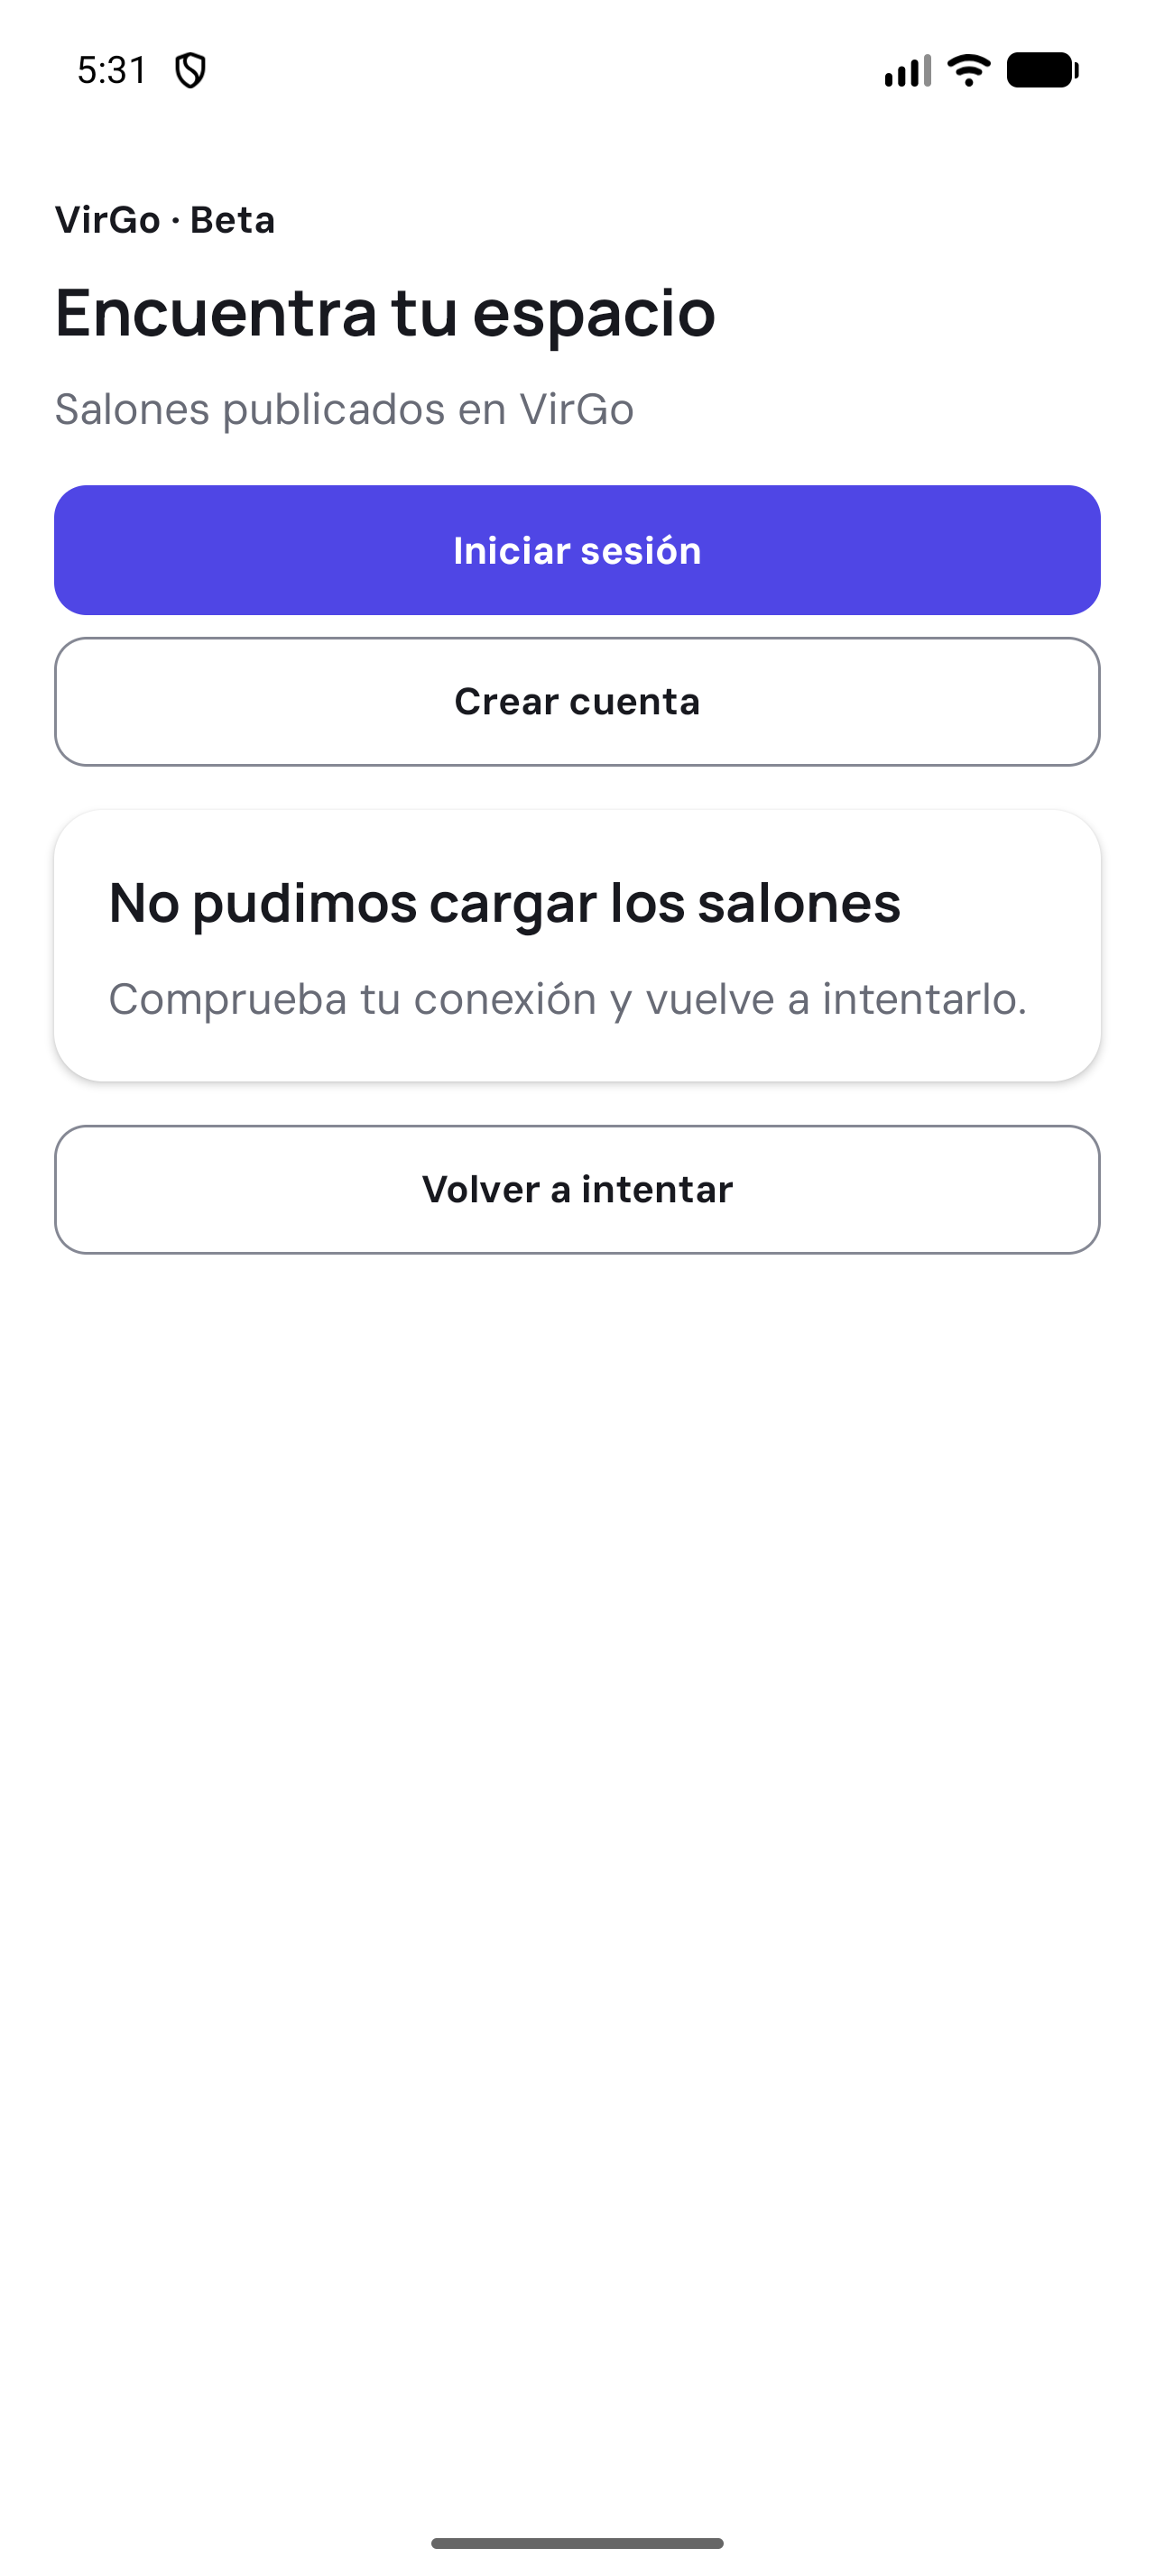 5:31
VirGo · Beta
Encuentra tu espacio
Salones publicados en VirGo
Iniciar sesión
Crear cuenta
No pudimos cargar los salones
Comprueba tu conexión y vuelve a intentarlo.
Volver a intentar